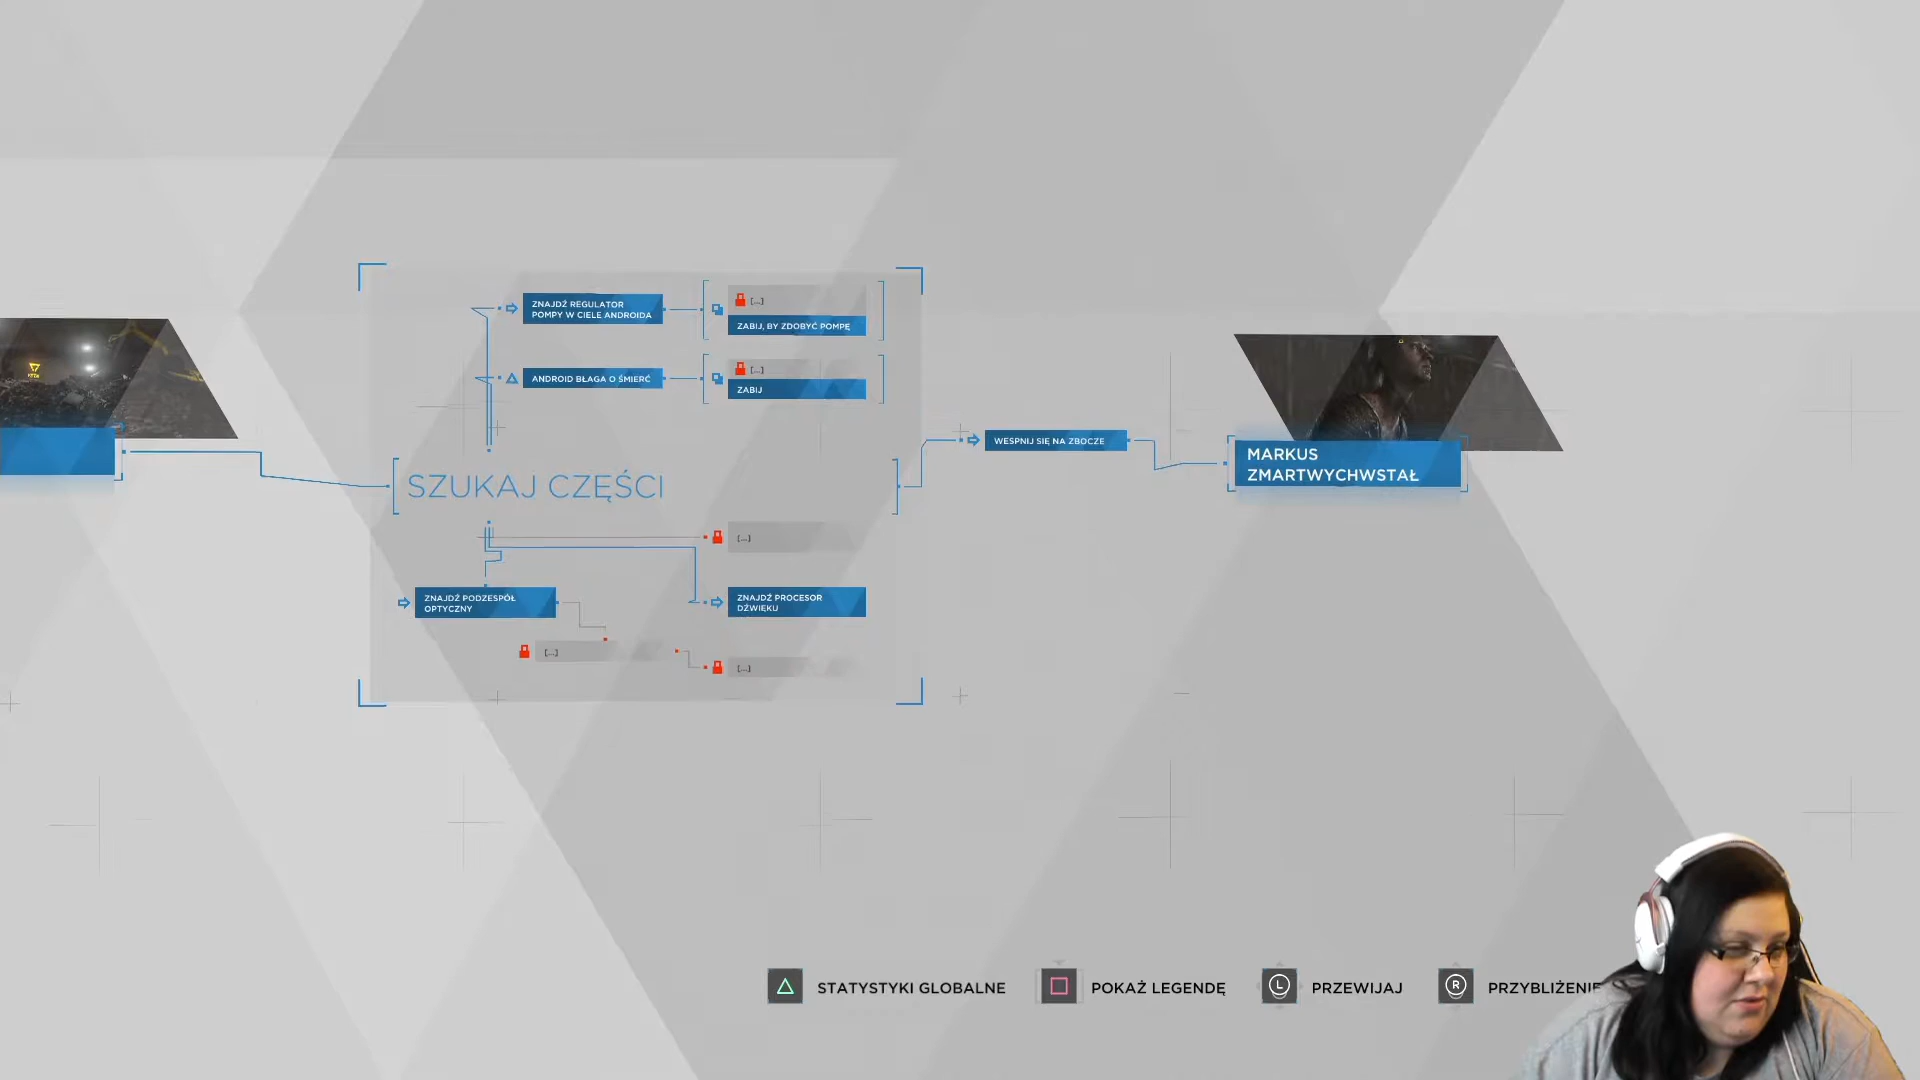 ZNAJDŹ REGULATOR
POMPY W CIELE ANDROIDA
[...]
ZABIJ, BY ZDOBYĆ POMPĘ
ANDROID BŁAGA O ŚMIERĆ
[...]
ZABIJ
WESPNIJ SIĘ NA ZBOCZE
MARKUS
ZMARTWYCHWSTAŁ
SZUKAJ CZĘŚCI
[...]
ZNAJDŹ PODZESPÓŁ
OPTYCZNY
ZNAJDŹ PROCESOR
DŹWIĘKU
[...]
[...]
STATYSTYKI GLOBALNE
POKAŻ LEGENDĘ
L
PRZEWIJAJ
R
PRZYBLIŻENIE